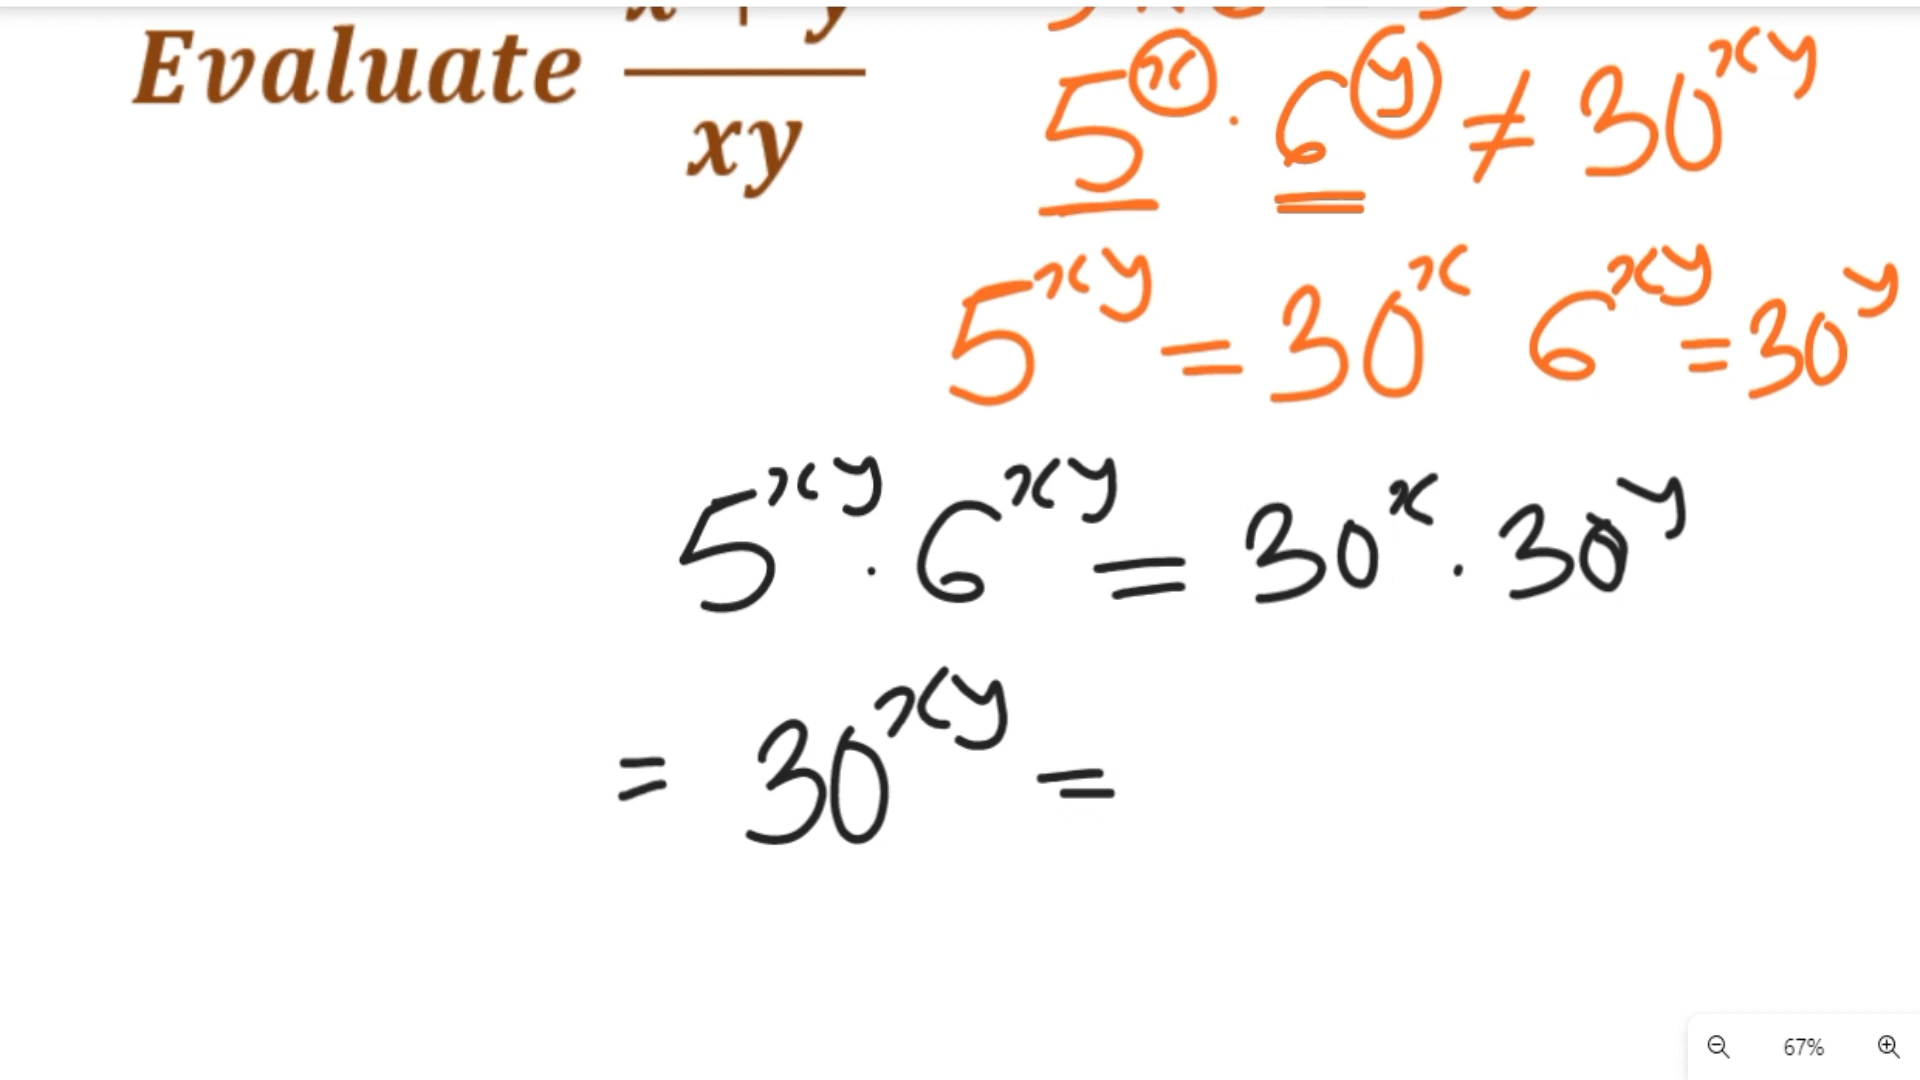 Evaluate x + y / xy
5^x · 6^y ≠ 30^xy
5^xy = 30^x 6^xy = 30^y
5^xy · 6^xy = 30^x · 30^y
= 30^xy =
67%